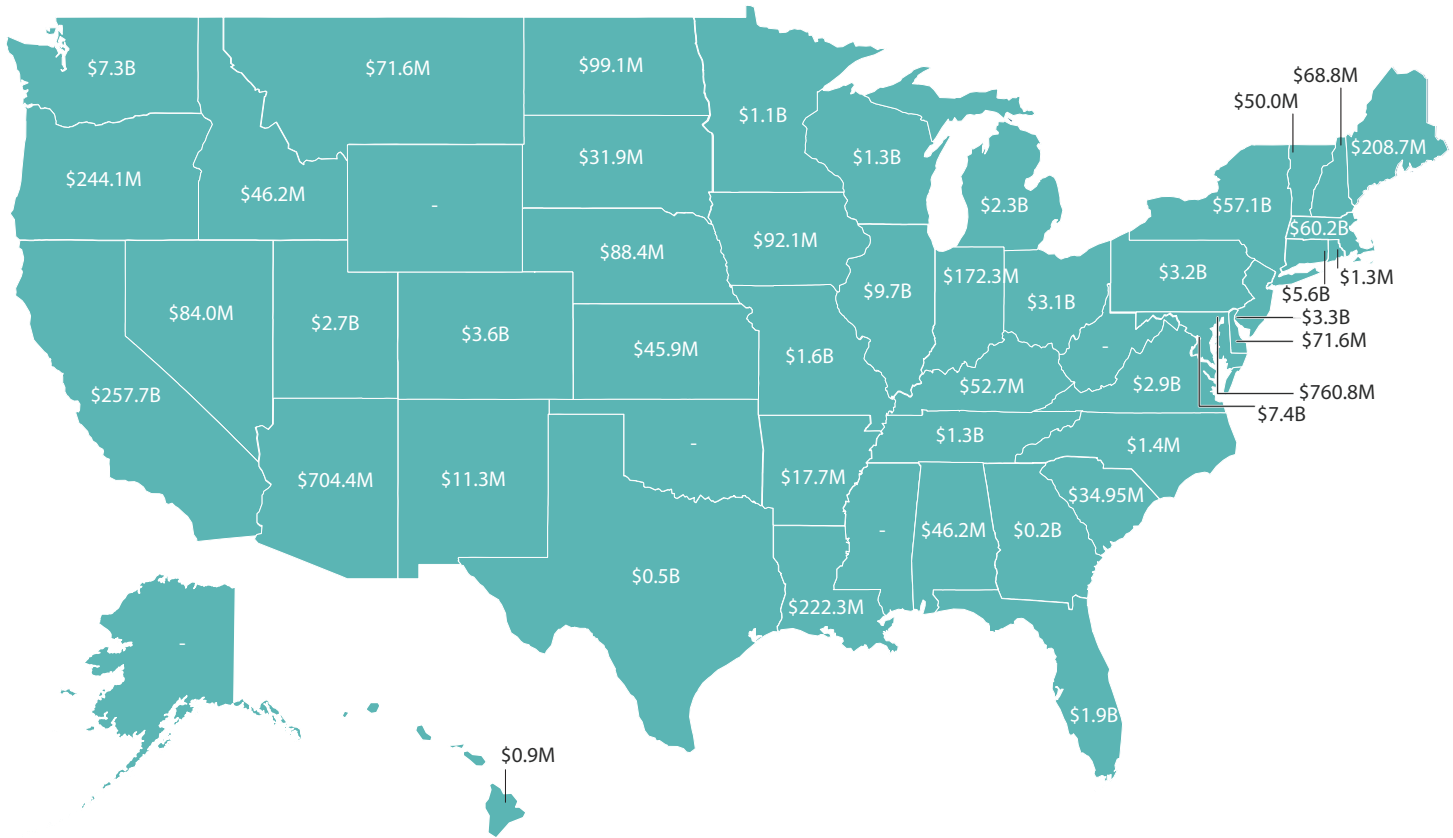 $68.8M
$7.3B
$71.6M
$99.1M
$50.0M
$1.1B
$208.7M
$1.3B
$31.9M
$244.1M
$46.2M
-
$2.3B
$57.1B
$60.2B
$92.1M
$88.4M
$172.3M
$3.2B
$1.3M
$9.7B
$5.6B
$3.1B
$84.0M
$2.7B
$3.6B
$3.3B
$71.6M
$45.9M
$1.6B
-
$52.7M
$2.9B
$257.7B
$760.8M
$7.4B
$1.3B
$1.4M
-
$704.4M
$11.3M
$17.7M
$34.95M
-
$46.2M
$0.2B
$0.5B
$222.3M
-
$1.9B
$0.9M